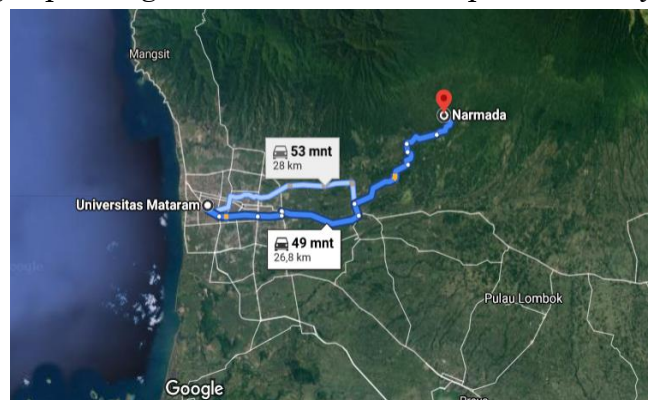 Mangsit
Narmada
53 mnt
28 km
Universitas Mataram
49 mnt
26,8 km
Pulau Lombok
Google